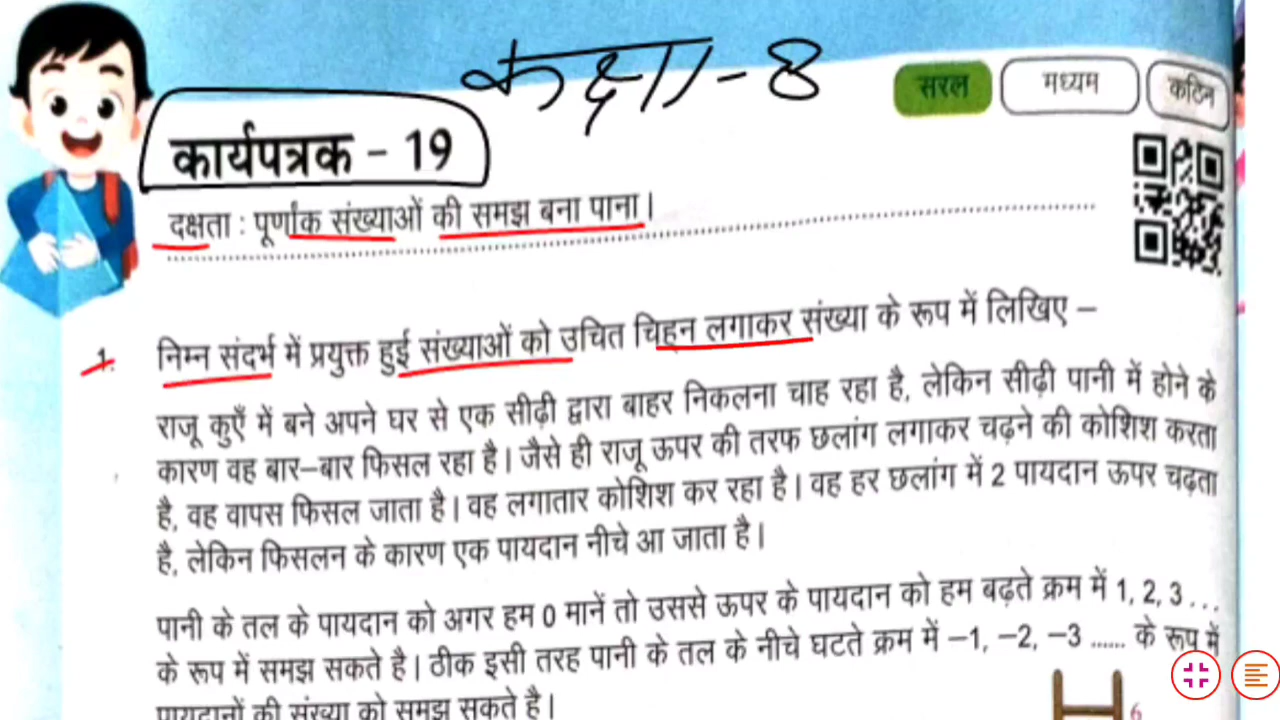 कक्षा - 8
सरल
मध्यम
कठिन
कार्यपत्रक - 19
दक्षता : पूर्णांक संख्याओं की समझ बना पाना।
1. निम्न संदर्भ में प्रयुक्त हुई संख्याओं को उचित चिह्न लगाकर संख्या के रूप में लिखिए –
राजू कुएँ में बने अपने घर से एक सीढ़ी द्वारा बाहर निकलना चाह रहा है, लेकिन सीढ़ी पानी में होने के
कारण वह बार–बार फिसल रहा है। जैसे ही राजू ऊपर की तरफ छलांग लगाकर चढ़ने की कोशिश करता
है, वह वापस फिसल जाता है। वह लगातार कोशिश कर रहा है। वह हर छलांग में 2 पायदान ऊपर चढ़ता
है, लेकिन फिसलन के कारण एक पायदान नीचे आ जाता है।
पानी के तल के पायदान को अगर हम 0 मानें तो उससे ऊपर के पायदान को हम बढ़ते क्रम में 1, 2, 3 ...
के रूप में समझ सकते है। ठीक इसी तरह पानी के तल के नीचे घटते क्रम में –1, –2, –3 ...... के रूप में
पायदानों की संख्या को समझ सकते है।
6